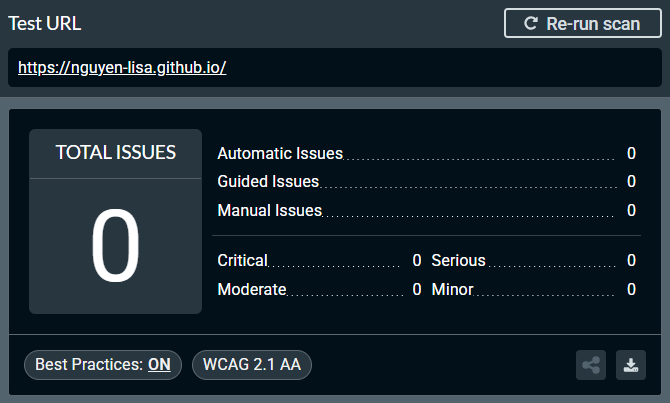 Test URL
Re-run scan
https://nguyen-lisa.github.io/
TOTAL ISSUES
0
Automatic Issues 0
Guided Issues 0
Manual Issues 0
Critical 0 Serious 0
Moderate 0 Minor 0
Best Practices: ON WCAG 2.1 AA